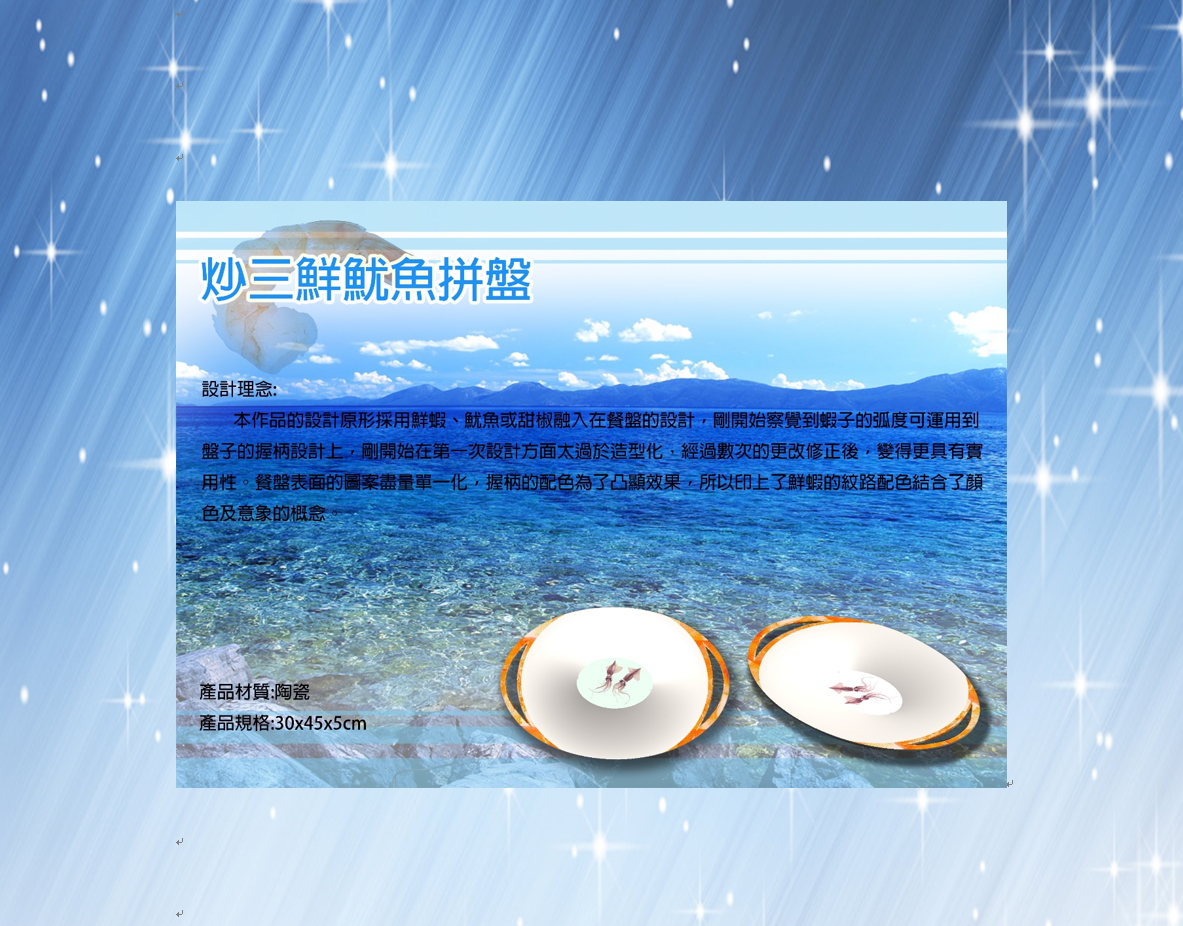 炒三鮮魷魚拼盤
設計理念:
本作品的設計原形採用鮮蝦、魷魚或甜椒融入在餐盤的設計，剛開始察覺到蝦子的弧度可運用到
盤子的握柄設計上，剛開始在第一次設計方面太過於造型化，經過數次的更改修正後，變得更具有實
用性。餐盤表面的圖案盡量單一化，握柄的配色為了凸顯效果，所以印上了鮮蝦的紋路配色結合了顏
色及意象的概念。
產品材質:陶瓷
產品規格:30x45x5cm